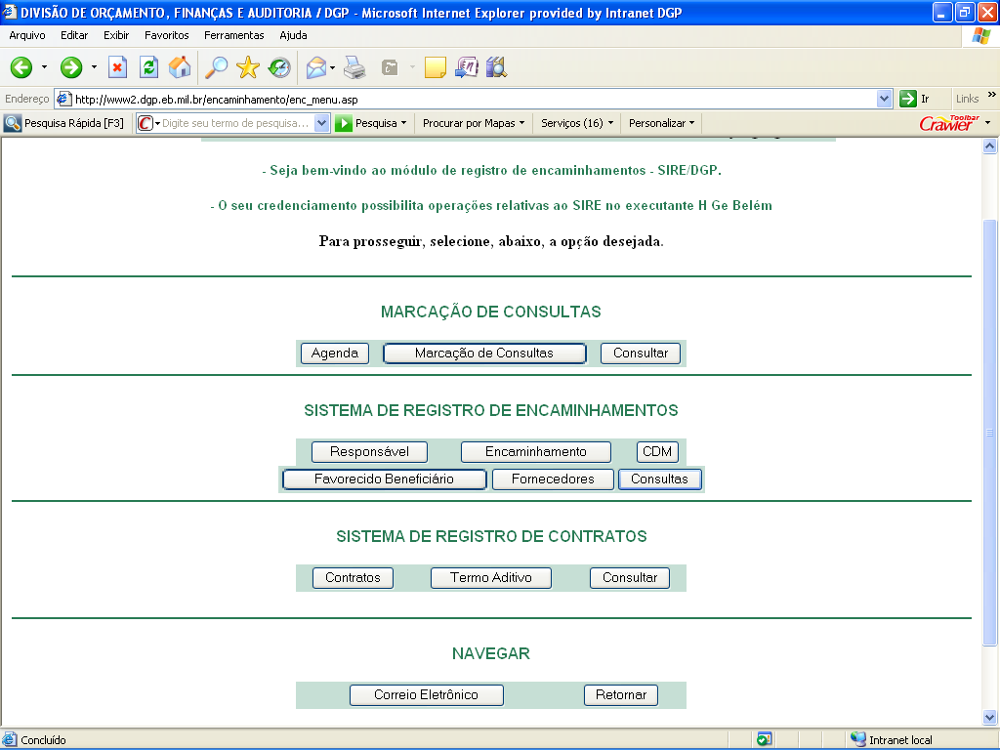 DIVISÃO DE ORÇAMENTO, FINANÇAS E AUDITORIA / DGP - Microsoft Internet Explorer provided by Intranet DGP
Arquivo Editar Exibir Favoritos Ferramentas Ajuda
Endereço http://www2.dgp.eb.mil.br/encaminhamento/enc_menu.asp Ir Links »
Pesquisa Rápida [F3] Digite seu termo de pesquisa... Pesquisa Procurar por Mapas Serviços (16) Personalizar Crawler Toolbar
- Seja bem-vindo ao módulo de registro de encaminhamentos - SIRE/DGP.
- O seu credenciamento possibilita operações relativas ao SIRE no executante H Ge Belém
Para prosseguir, selecione, abaixo, a opção desejada.
MARCAÇÃO DE CONSULTAS
Agenda Marcação de Consultas Consultar
SISTEMA DE REGISTRO DE ENCAMINHAMENTOS
Responsável Encaminhamento CDM
Favorecido Beneficiário Fornecedores Consultas
SISTEMA DE REGISTRO DE CONTRATOS
Contratos Termo Aditivo Consultar
NAVEGAR
Correio Eletrônico Retornar
Concluído Intranet local